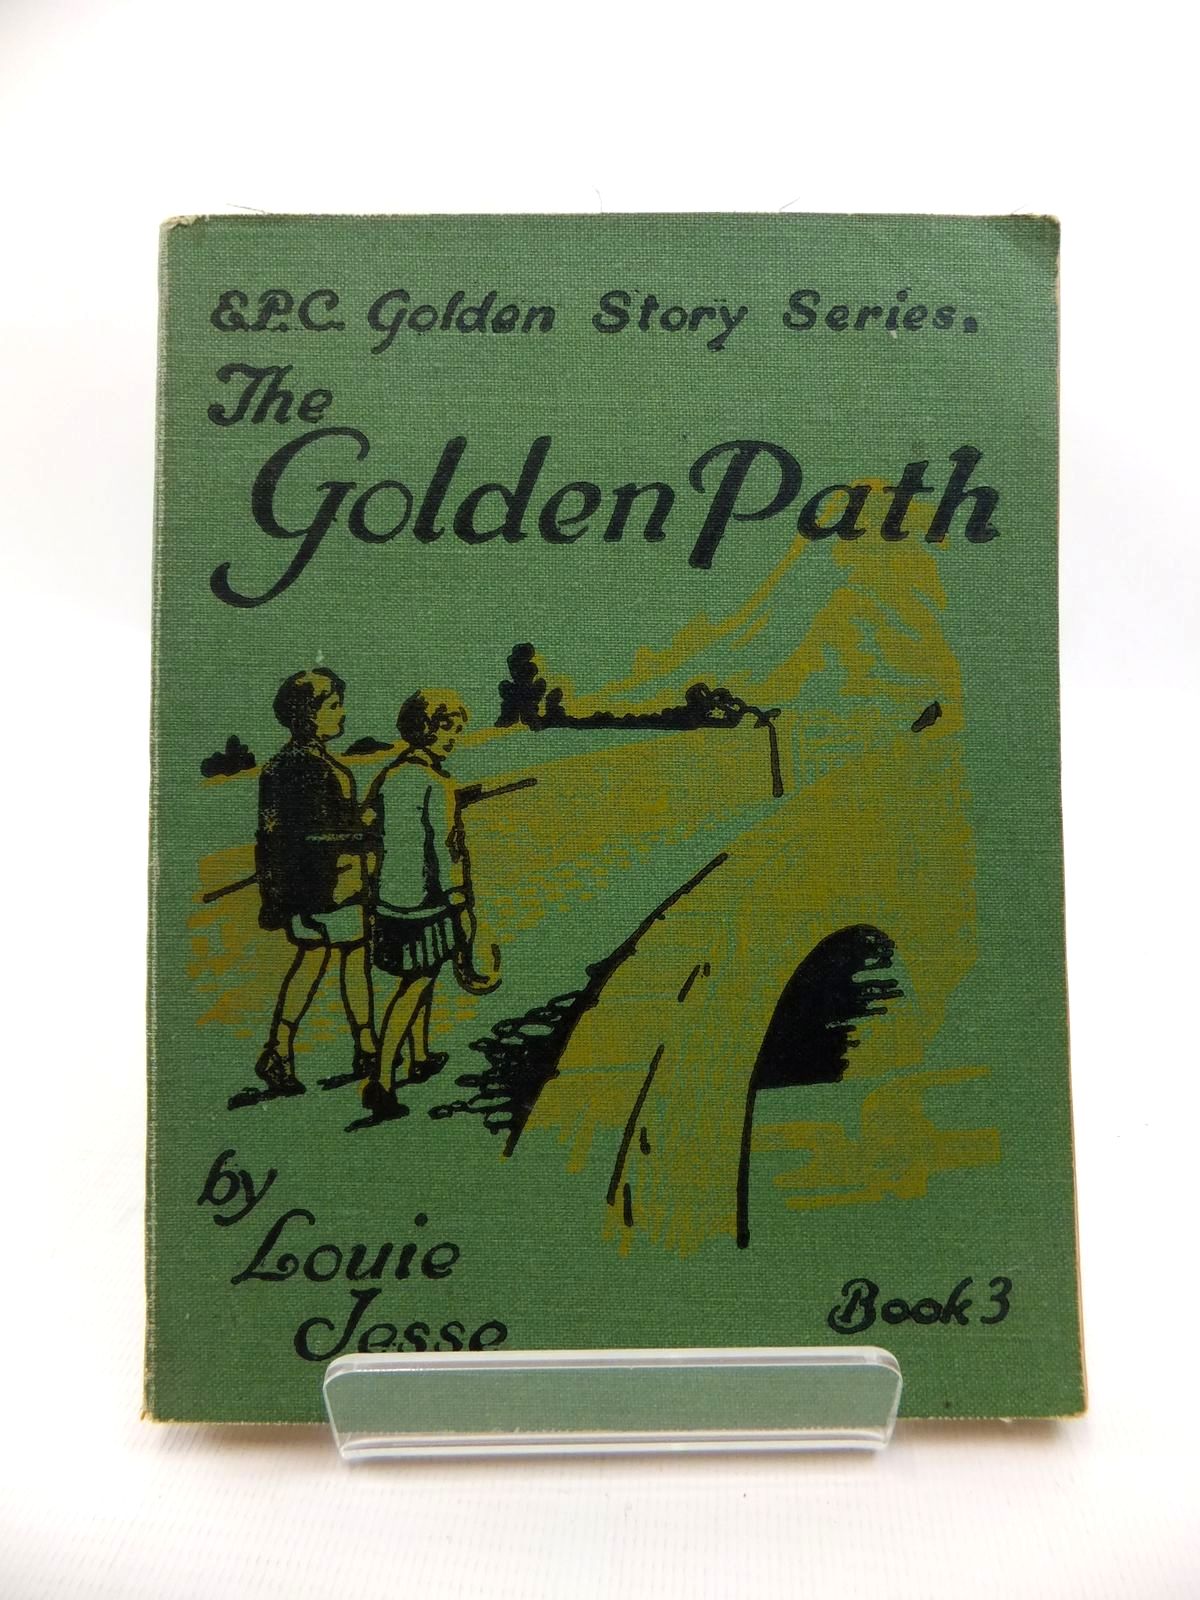 E.P.C. Golden Story Series.
The
Golden Path
by
Louie
Jesse
Book 3